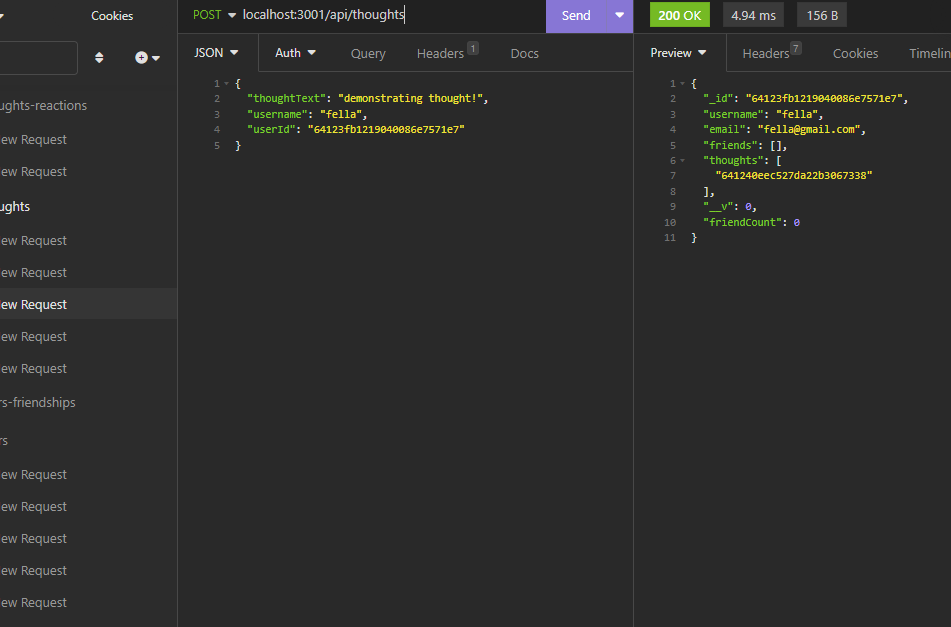 Cookies
ughts-reactions
ew Request
ew Request
ughts
ew Request
ew Request
ew Request
ew Request
ew Request
rs-friendships
rs
ew Request
ew Request
ew Request
ew Request
ew Request
POST localhost:3001/api/thoughts Send
JSON Auth Query Headers 1 Docs
1 {
2 "thoughtText": "demonstrating thought!",
3 "username": "fella",
4 "userId": "64123fb1219040086e7571e7"
5 }
200 OK 4.94 ms 156 B
Preview Headers 7 Cookies Timelin
1 {
2 "_id": "64123fb1219040086e7571e7",
3 "username": "fella",
4 "email": "fella@gmail.com",
5 "friends": [],
6 "thoughts": [
7 "641240eec527da22b3067338"
8 ],
9 "__v": 0,
10 "friendCount": 0
11 }